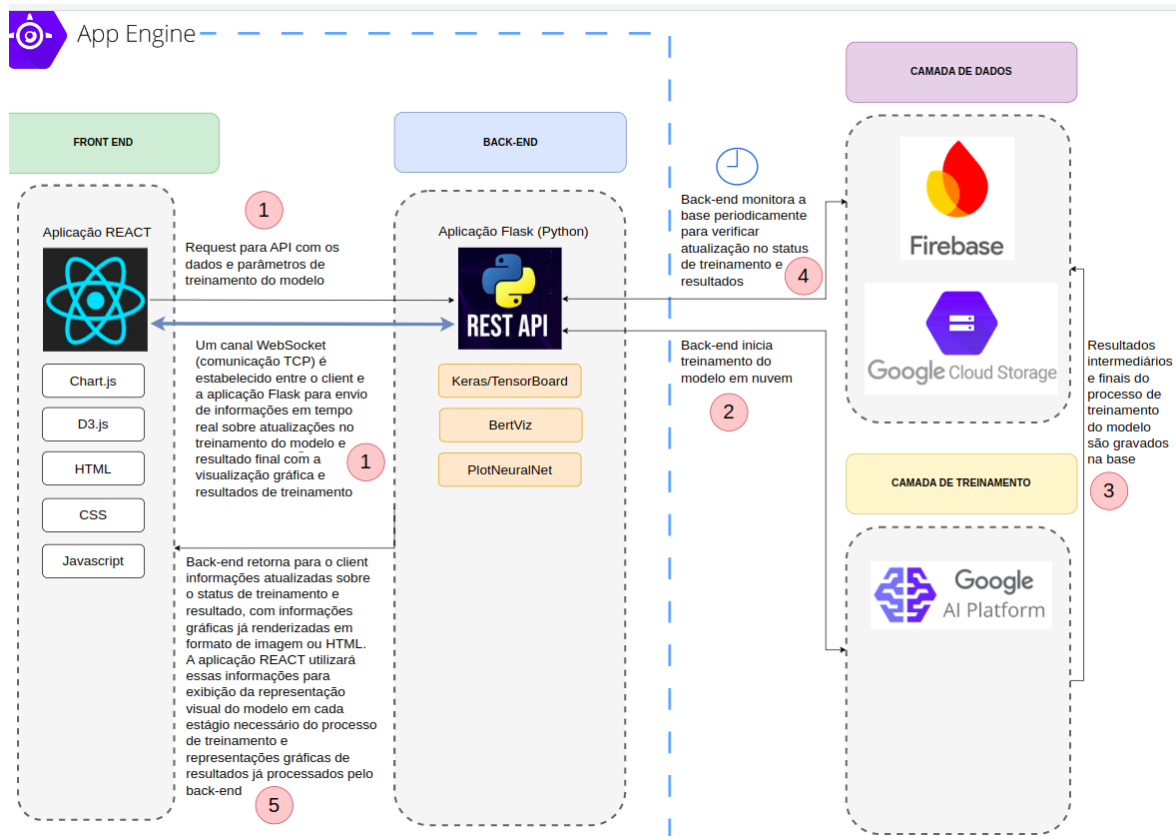 App Engine
FRONT END
Aplicação REACT
Chart.js
D3.js
HTML
CSS
Javascript
1
Request para API com os
dados e parâmetros de
treinamento do modelo
Um canal WebSocket
(comunicação TCP) é
estabelecido entre o client e
a aplicação Flask para envio
de informações em tempo
real sobre atualizações no
treinamento do modelo e
resultado final com a
visualização gráfica e
resultados de treinamento
1
Back-end retorna para o client
informações atualizadas sobre
o status de treinamento e
resultado, com informações
gráficas já renderizadas em
formato de imagem ou HTML.
A aplicação REACT utilizará
essas informações para
exibição da representação
visual do modelo em cada
estágio necessário do processo
de treinamento e
representações gráficas de
resultados já processados pelo
back-end
5
BACK-END
Aplicação Flask (Python)
REST API
Keras/TensorBoard
BertViz
PlotNeuralNet
Back-end monitora a
base periodicamente
para verificar
atualização no status
de treinamento e
resultados
4
Back-end inicia
treinamento do
modelo em nuvem
2
CAMADA DE DADOS
Firebase
Google Cloud Storage
CAMADA DE TREINAMENTO
Google
AI Platform
Resultados
intermediários
e finais do
processo de
treinamento
do modelo
são gravados
na base
3